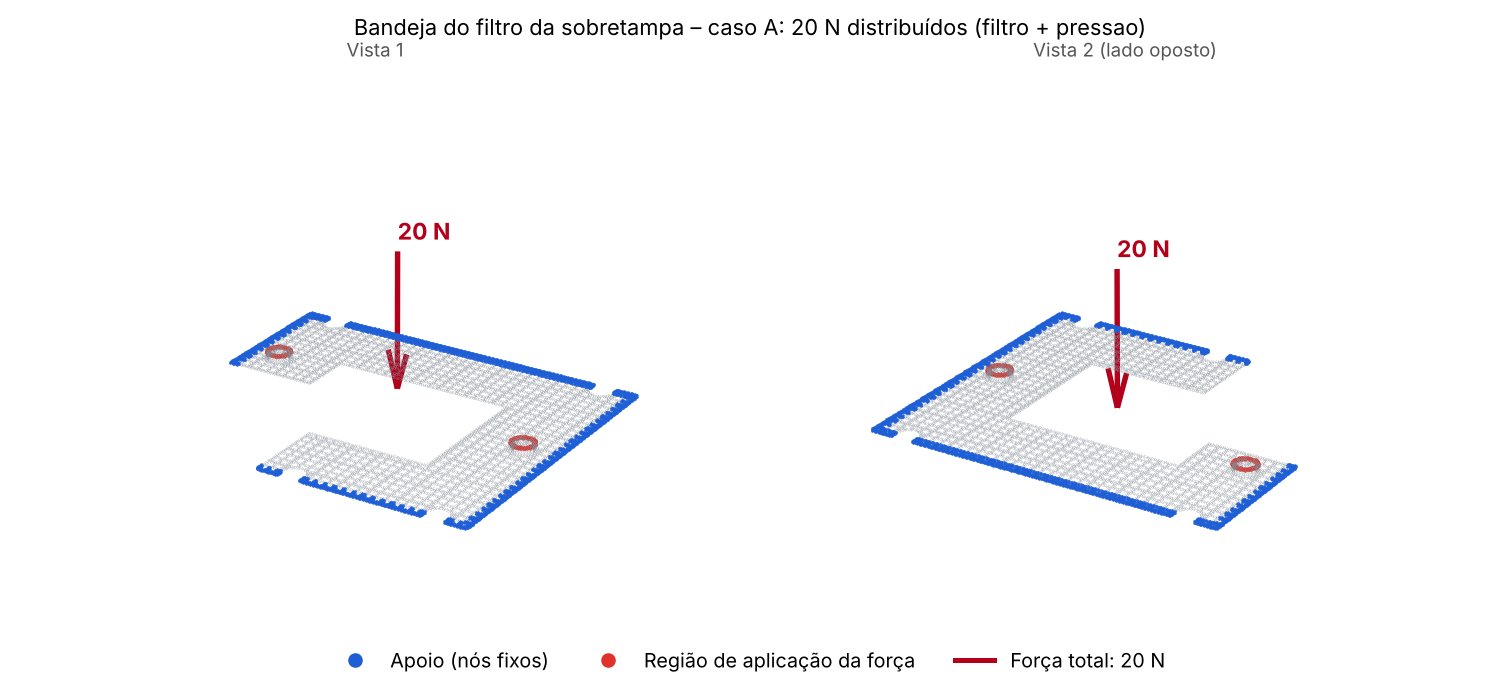 Bandeja do filtro da sobretampa – caso A: 20 N distribuídos (filtro + pressao)
Vista 1
Vista 2 (lado oposto)
20 N
20 N
Apoio (nós fixos)
Região de aplicação da força
Força total: 20 N